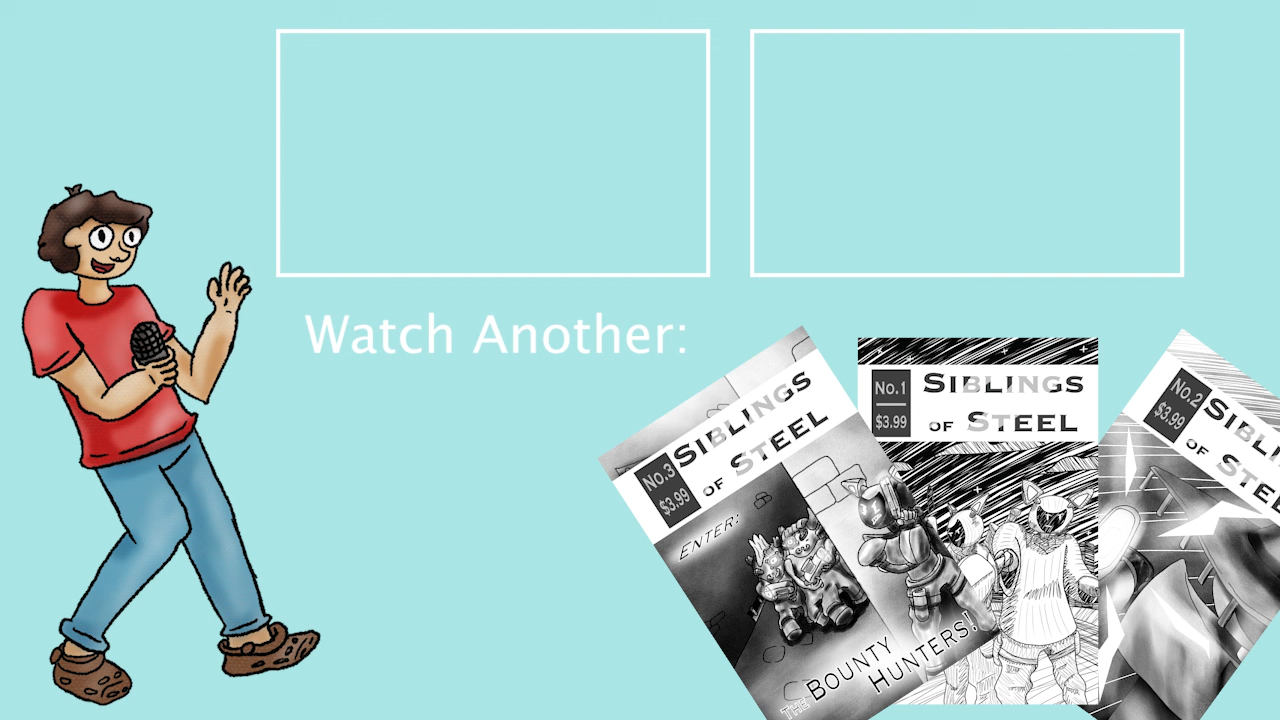 Watch Another:
No.3
$3.99
SIBLINGS
OF STEEL
ENTER:
THE BOUNTY
HUNTERS!
No.1
$3.99
SIBLINGS
OF STEEL
No.2
$3.99